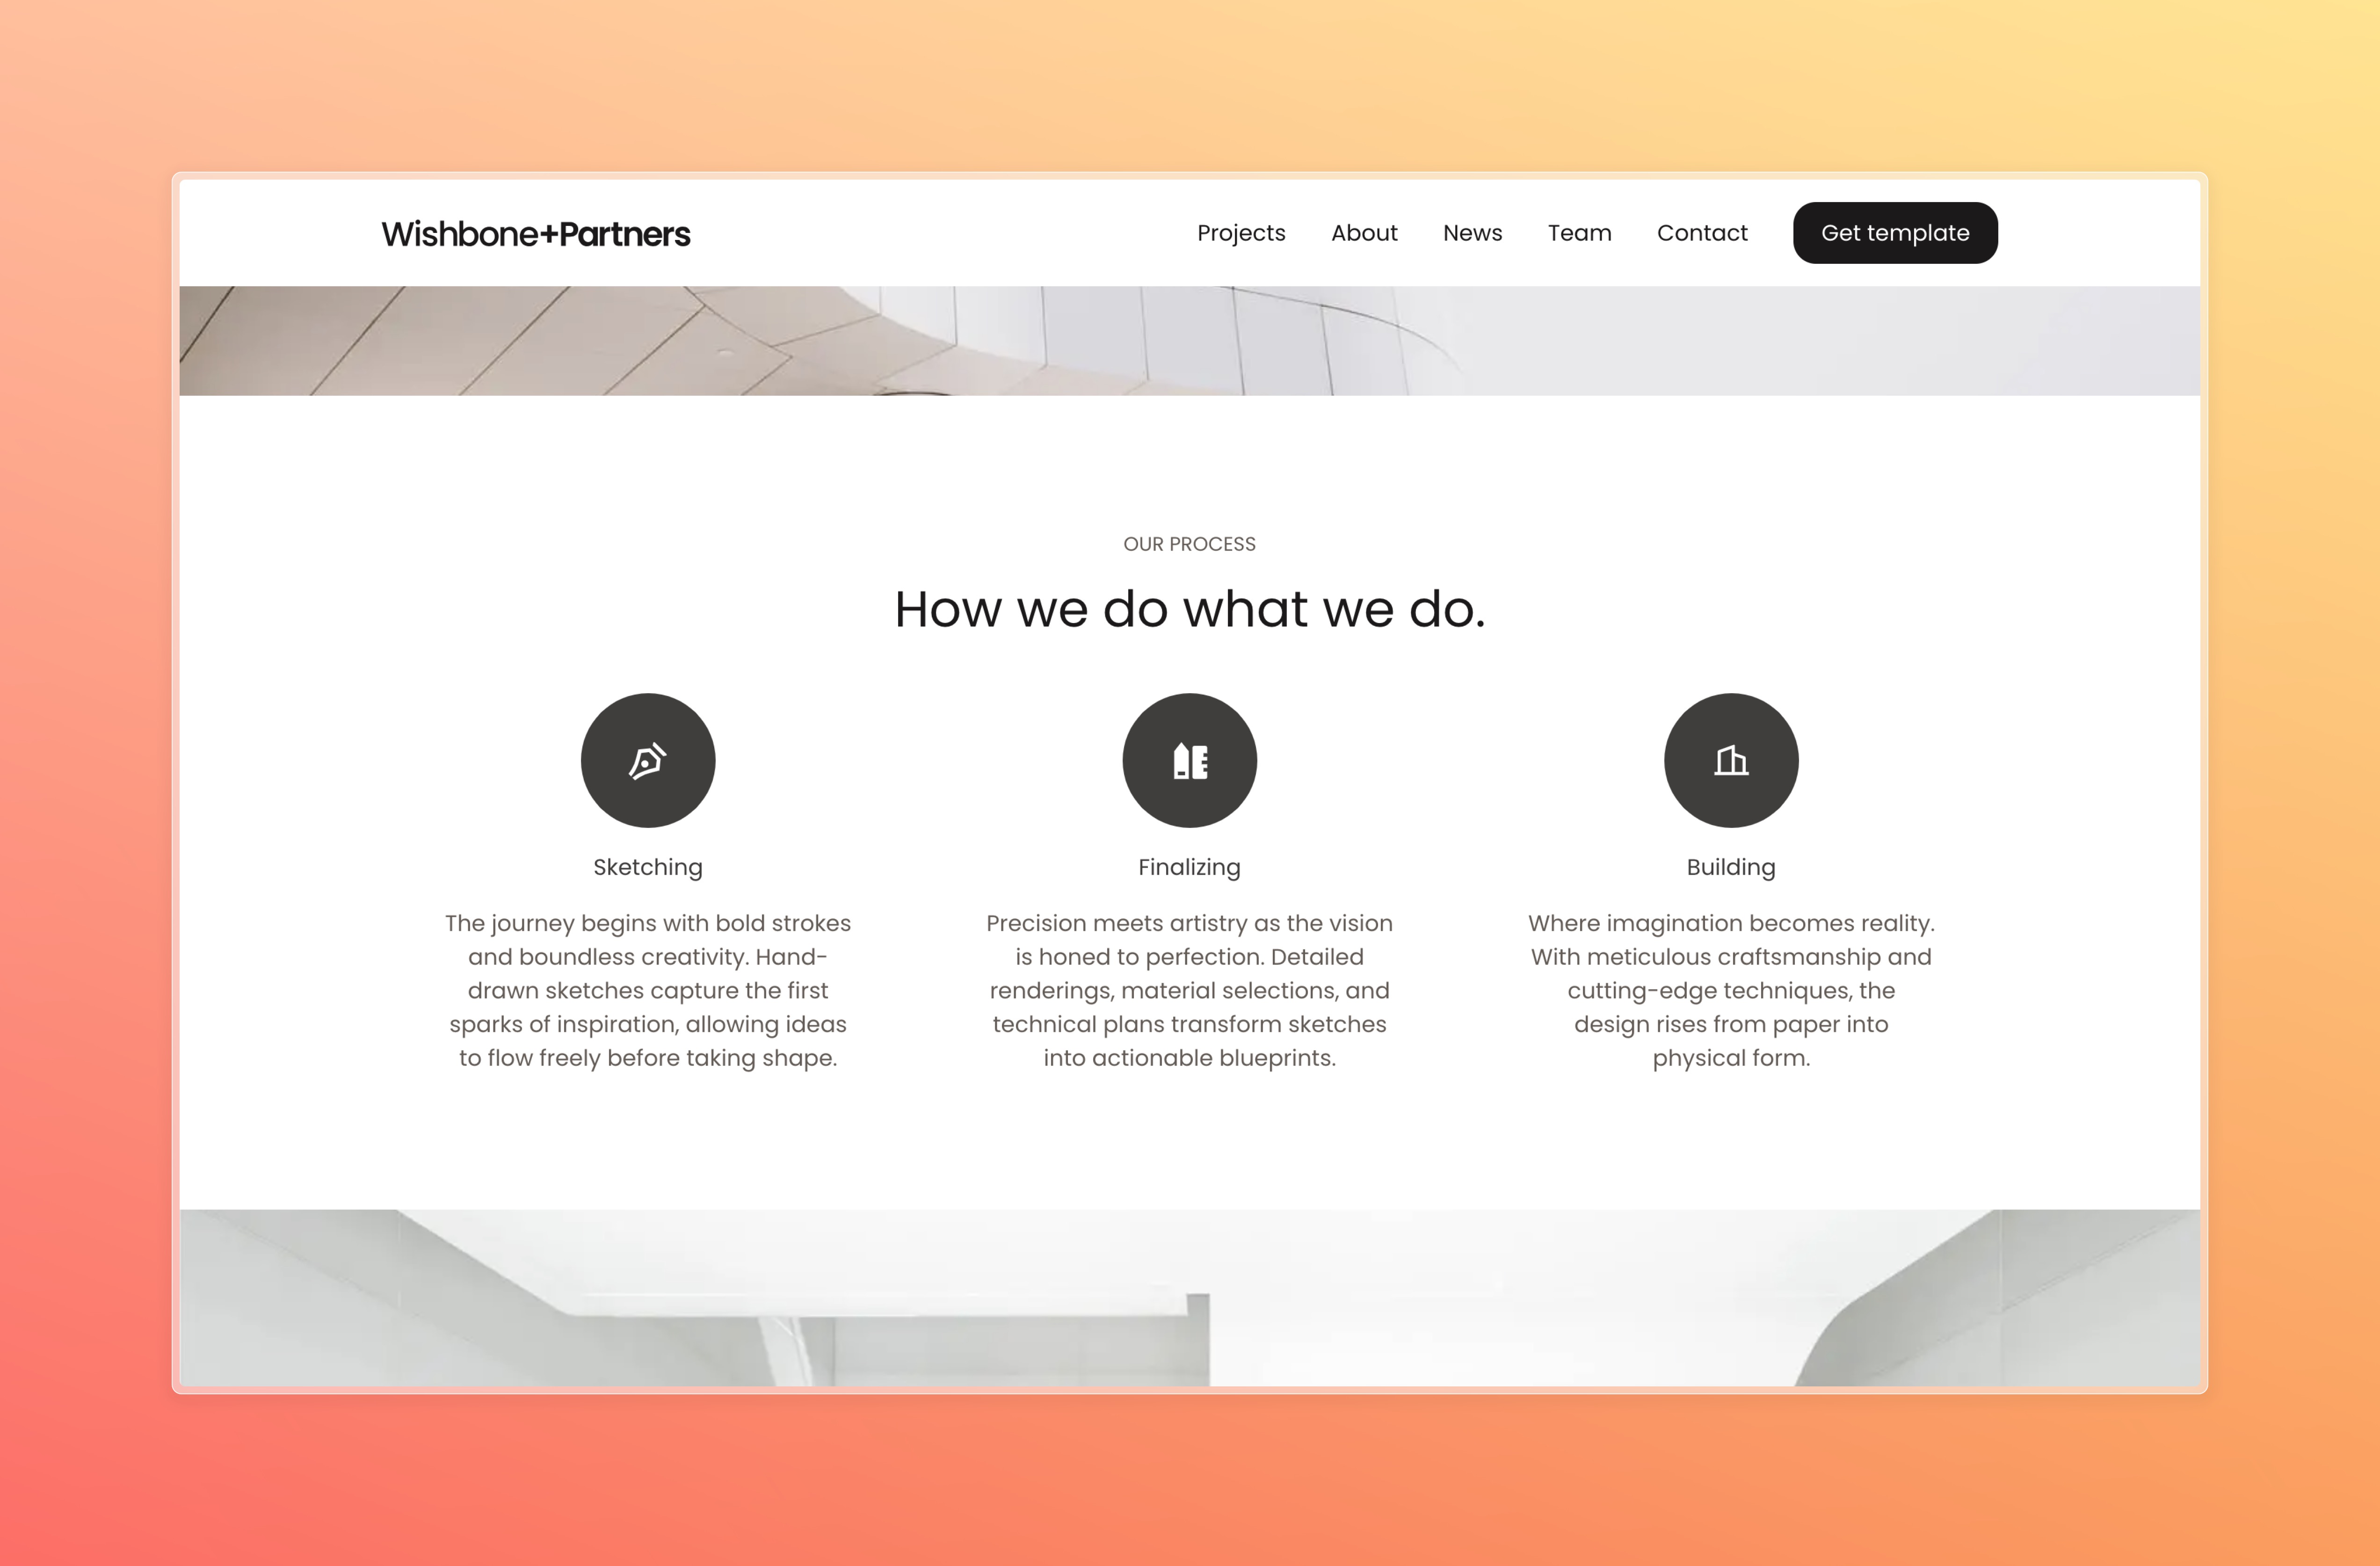 Wishbone+Partners
Projects
About
News
Team
Contact
Get template
OUR PROCESS
How we do what we do.
Sketching
The journey begins with bold strokes
and boundless creativity. Hand-
drawn sketches capture the first
sparks of inspiration, allowing ideas
to flow freely before taking shape.
Finalizing
Precision meets artistry as the vision
is honed to perfection. Detailed
renderings, material selections, and
technical plans transform sketches
into actionable blueprints.
Building
Where imagination becomes reality.
With meticulous craftsmanship and
cutting-edge techniques, the
design rises from paper into
physical form.